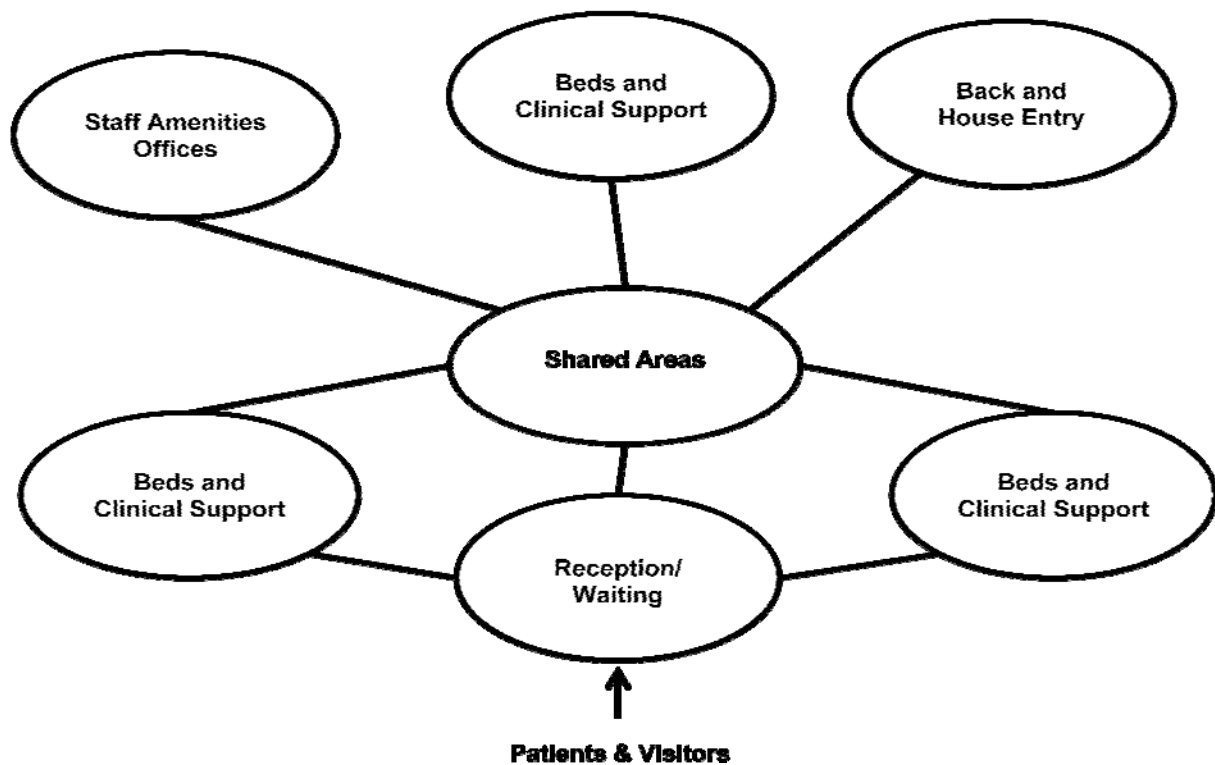 Staff Amenities
Offices
Beds and
Clinical Support
Back and
House Entry
Shared Areas
Beds and
Clinical Support
Reception/
Waiting
Beds and
Clinical Support
Patients & Visitors